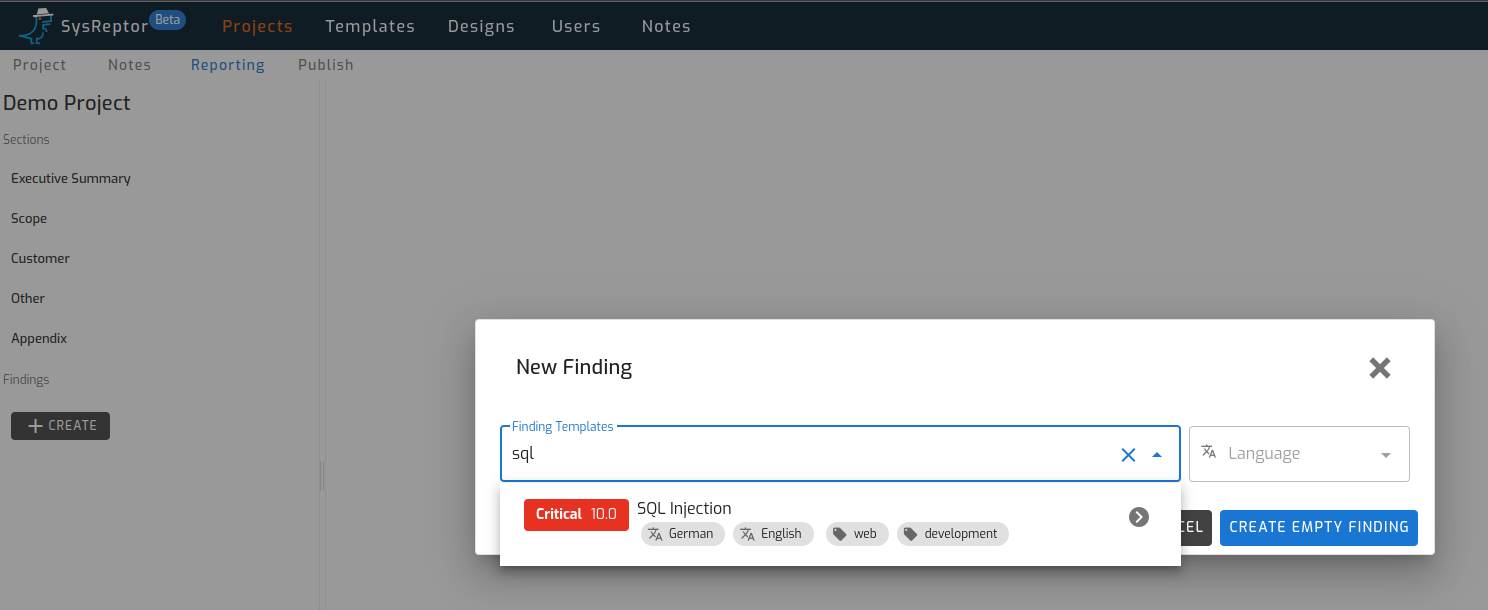 SysReptor Beta Projects Templates Designs Users Notes
Project Notes Reporting Publish
Demo Project
Sections
Executive Summary
Scope
Customer
Other
Appendix
Findings
CREATE
New Finding
Finding Templates
sql
Language
Critical 10.0 SQL Injection
German English web development
CEL CREATE EMPTY FINDING